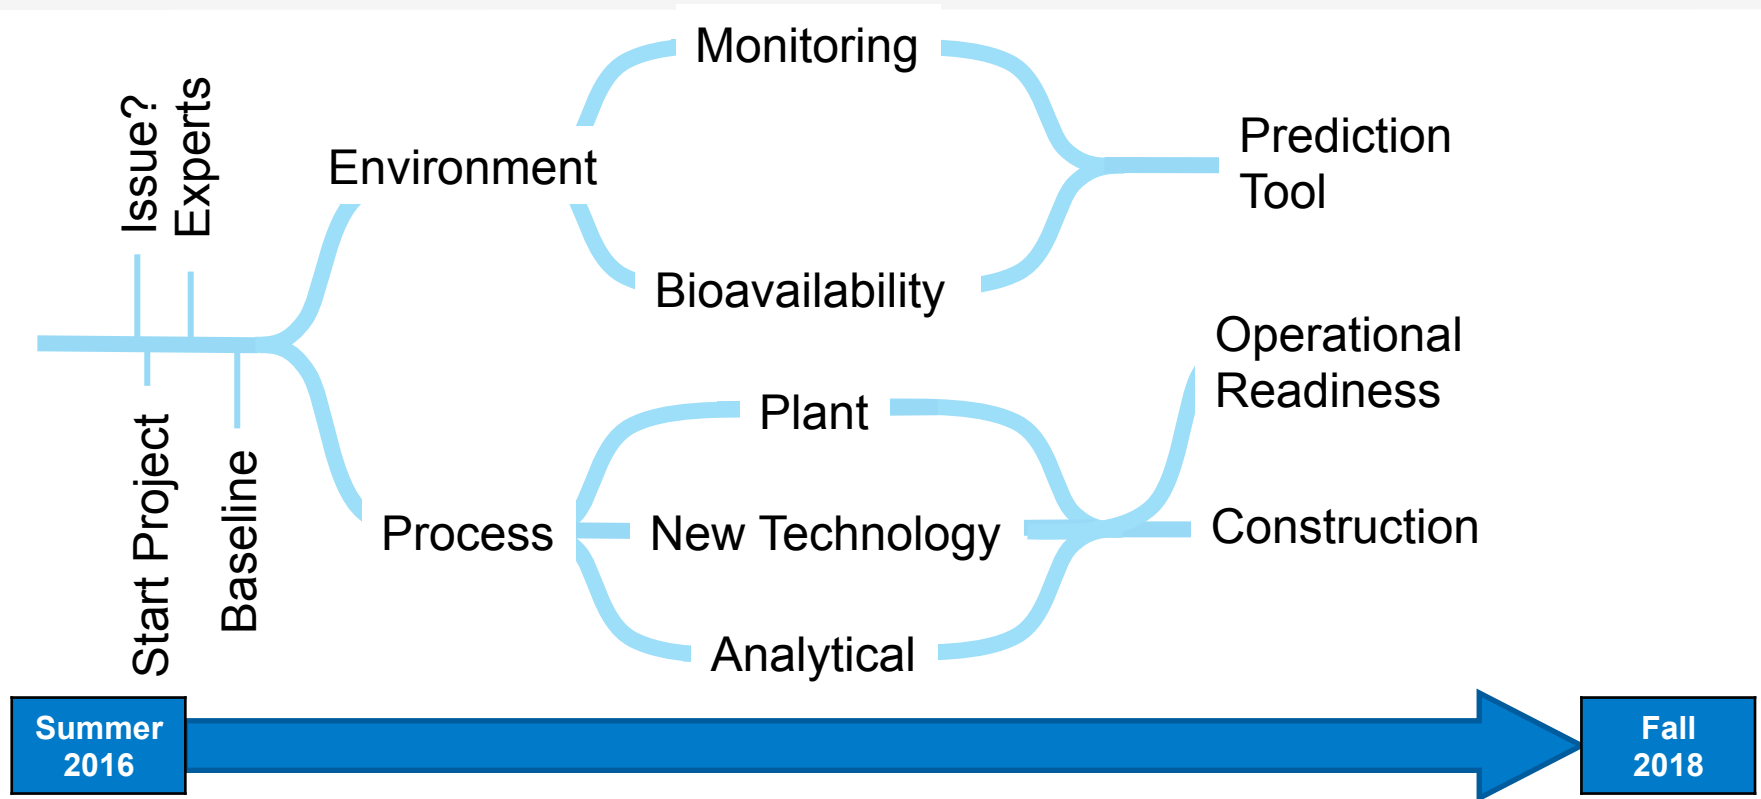 Issue?
Experts
Start Project
Baseline
Environment
Process
Monitoring
Bioavailability
Plant
New Technology
Analytical
Prediction
Tool
Operational
Readiness
Construction
Summer
2016
Fall
2018